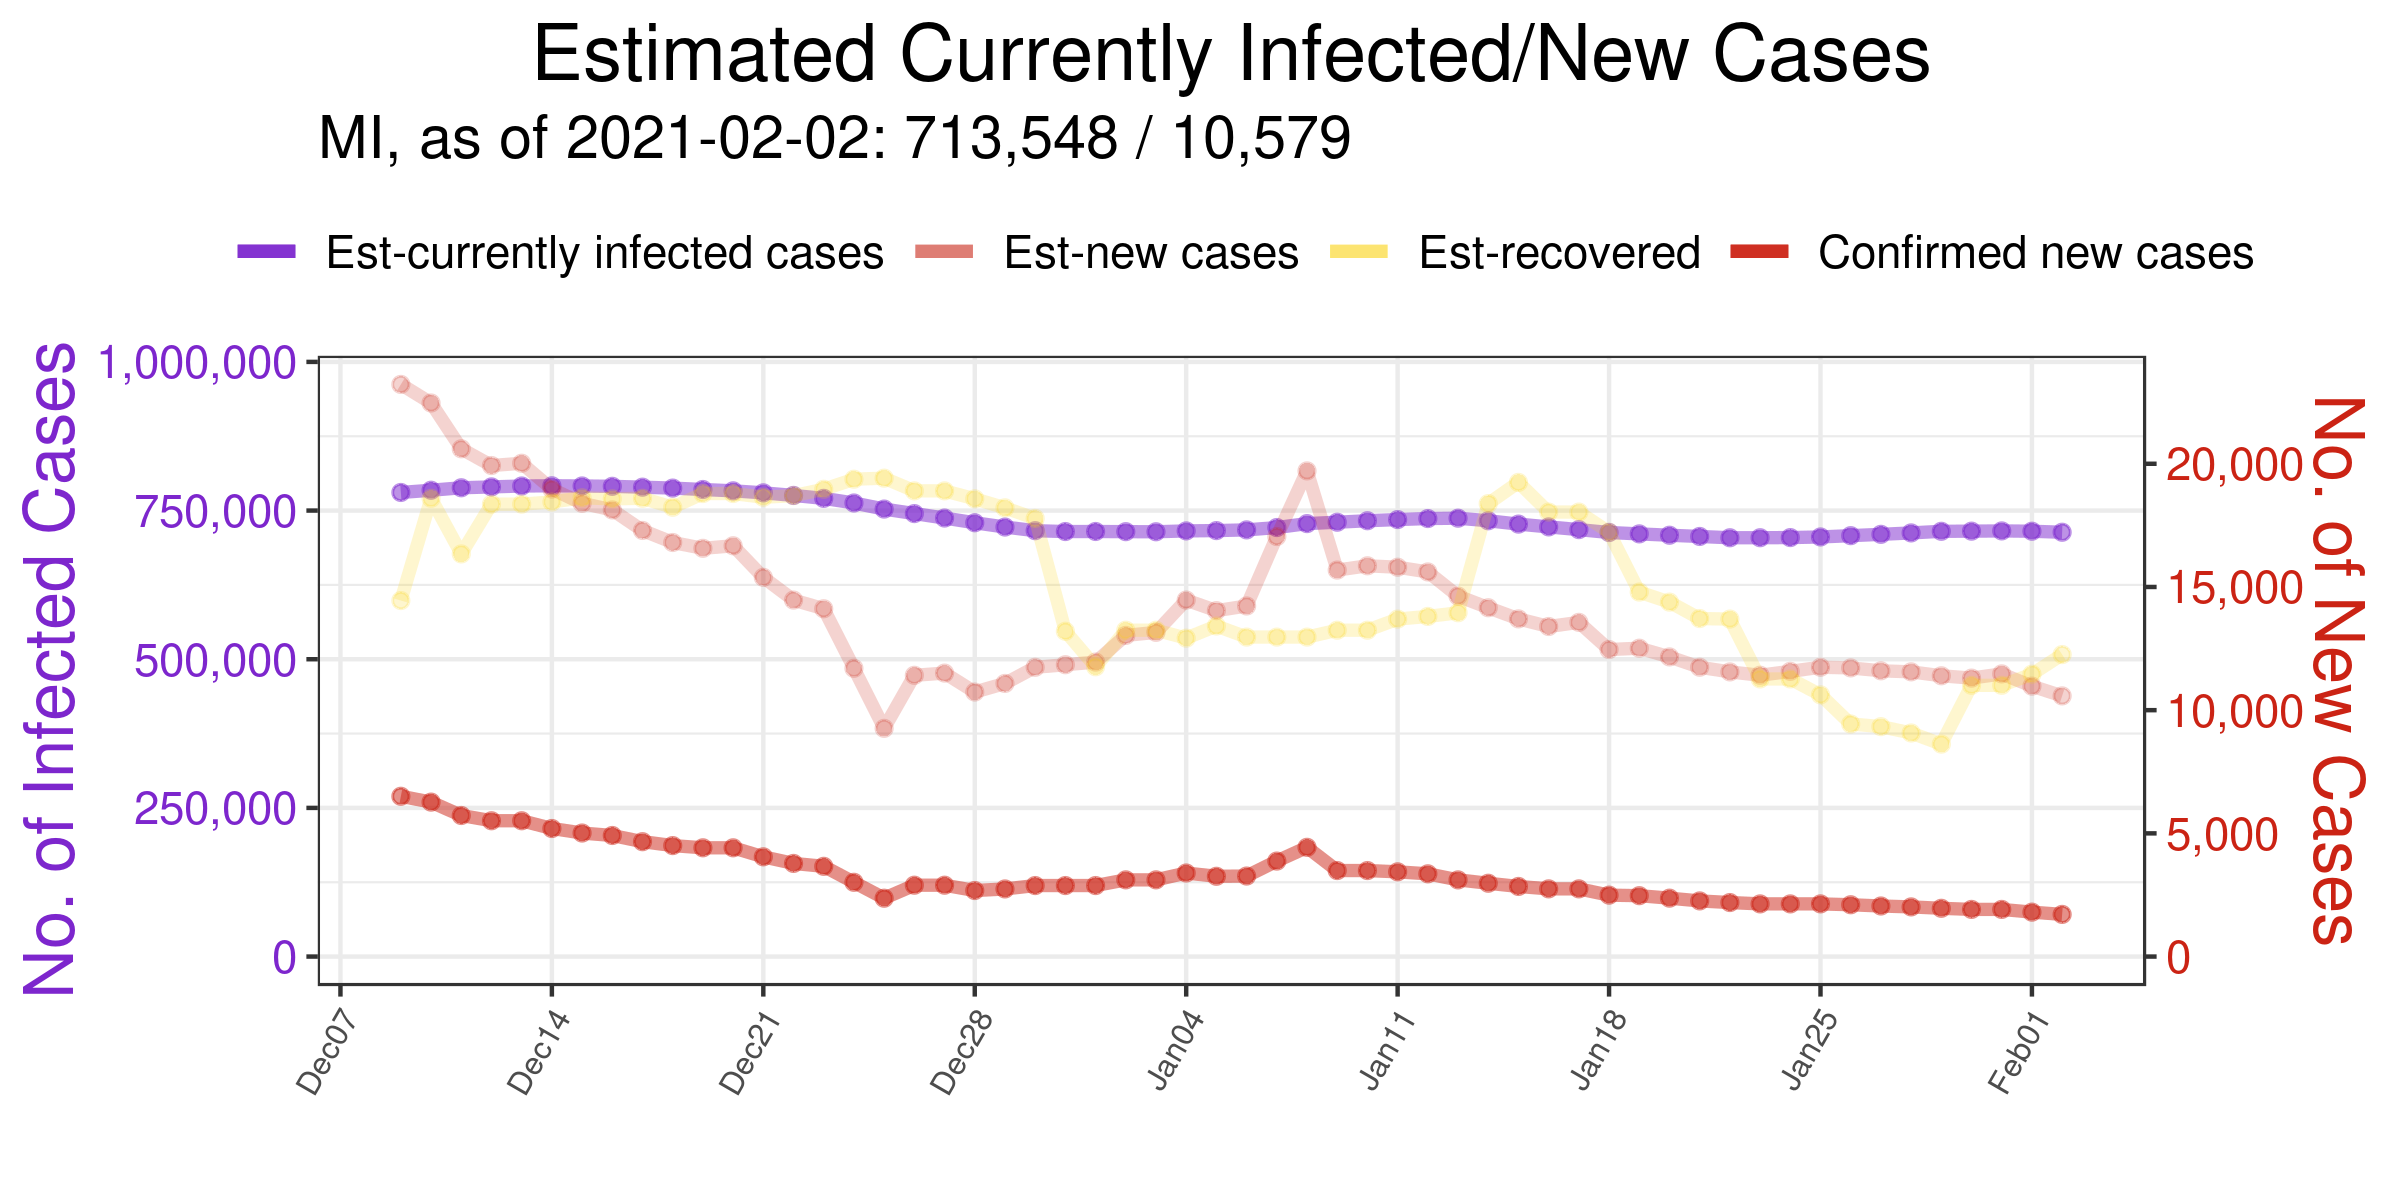 Estimated Currently Infected/New Cases
MI, as of 2021-02-02: 713,548 / 10,579
Est-currently infected cases Est-new cases Est-recovered Confirmed new cases
No. of Infected Cases
1,000,000
750,000
500,000
250,000
0
20,000
15,000
10,000
5,000
0
No. of New Cases
Dec07 Dec14 Dec21 Dec28 Jan04 Jan11 Jan18 Jan25 Feb01